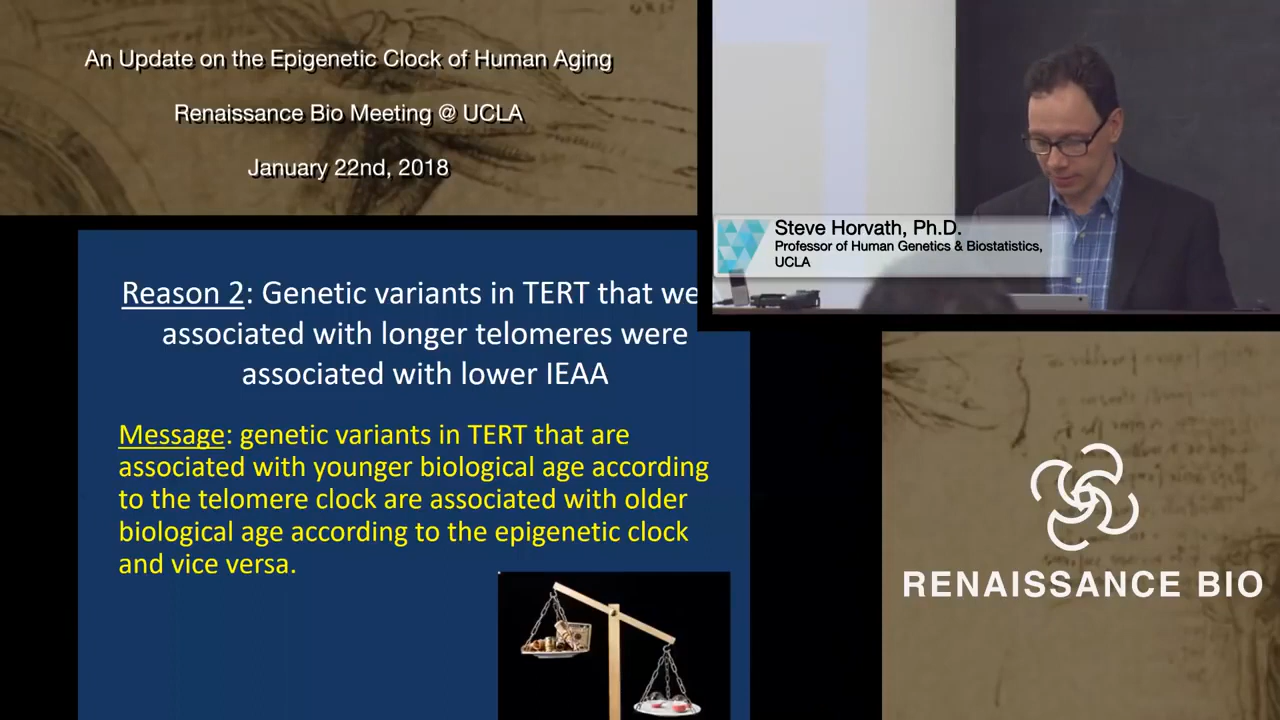 An Update on the Epigenetic Clock of Human Aging
Renaissance Bio Meeting @ UCLA
January 22nd, 2018
Steve Horvath, Ph.D.
Professor of Human Genetics & Biostatistics,
UCLA
Reason 2: Genetic variants in TERT that we
associated with longer telomeres were
associated with lower IEAA
Message: genetic variants in TERT that are
associated with younger biological age according
to the telomere clock are associated with older
biological age according to the epigenetic clock
and vice versa.
RENAISSANCE BIO